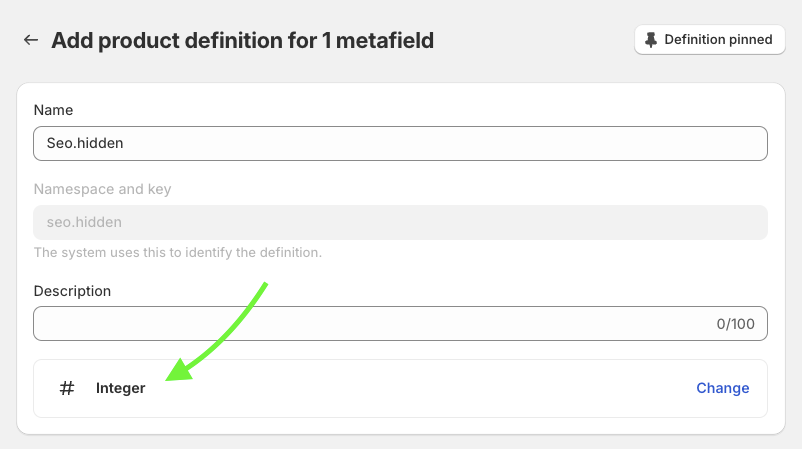 Add product definition for 1 metafield
Definition pinned
Name
Seo.hidden
Namespace and key
seo.hidden
The system uses this to identify the definition.
Description
0/100
Integer
Change